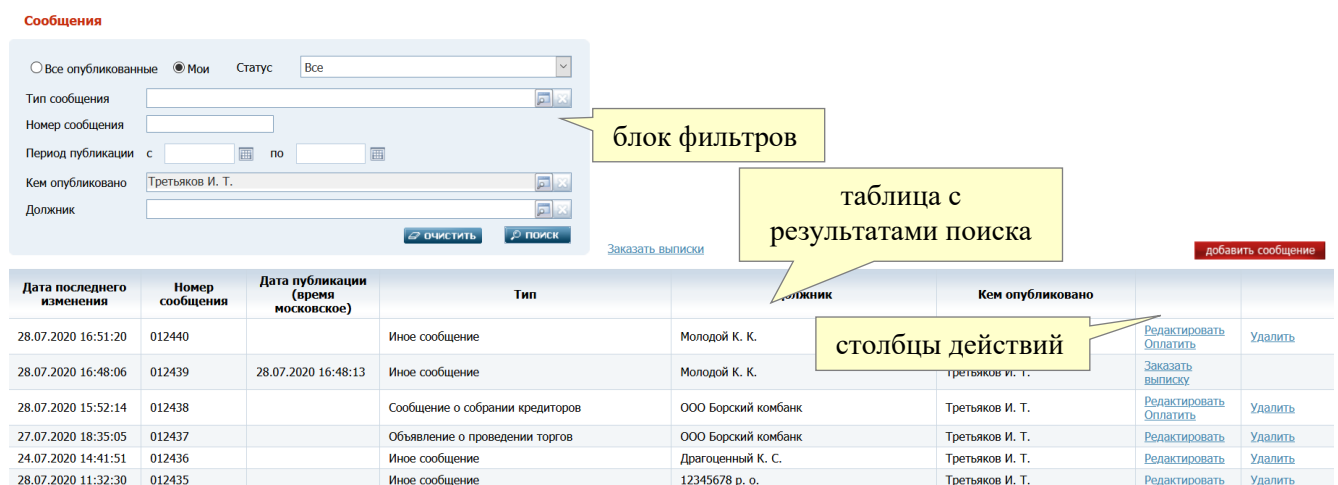 Сообщения
Все опубликованные Мои Статус Все
Тип сообщения
Номер сообщения
Период публикации с по
Кем опубликовано Третьяков И. Т.
Должник
очистить поиск
Заказать выписки
добавить сообщение
блок фильтров
таблица с
результатами поиска
столбцы действий
Дата последнего
изменения
Номер
сообщения
Дата публикации
(время
московское)
Тип
Кем опубликовано
28.07.2020 16:51:20 012440 Иное сообщение Молодой К. К. Редактировать Удалить
Оплатить
28.07.2020 16:48:06 012439 28.07.2020 16:48:13 Иное сообщение Молодой К. К. Третьяков И. Т. Заказать
выписку
28.07.2020 15:52:14 012438 Сообщение о собрании кредиторов ООО Борский комбанк Третьяков И. Т. Редактировать Удалить
Оплатить
27.07.2020 18:35:05 012437 Объявление о проведении торгов ООО Борский комбанк Третьяков И. Т. Редактировать Удалить
24.07.2020 14:41:51 012436 Иное сообщение Драгоценный К. С. Третьяков И. Т. Редактировать Удалить
28.07.2020 11:32:30 012435 Иное сообщение 12345678 р. о. Третьяков И. Т. Редактировать Удалить